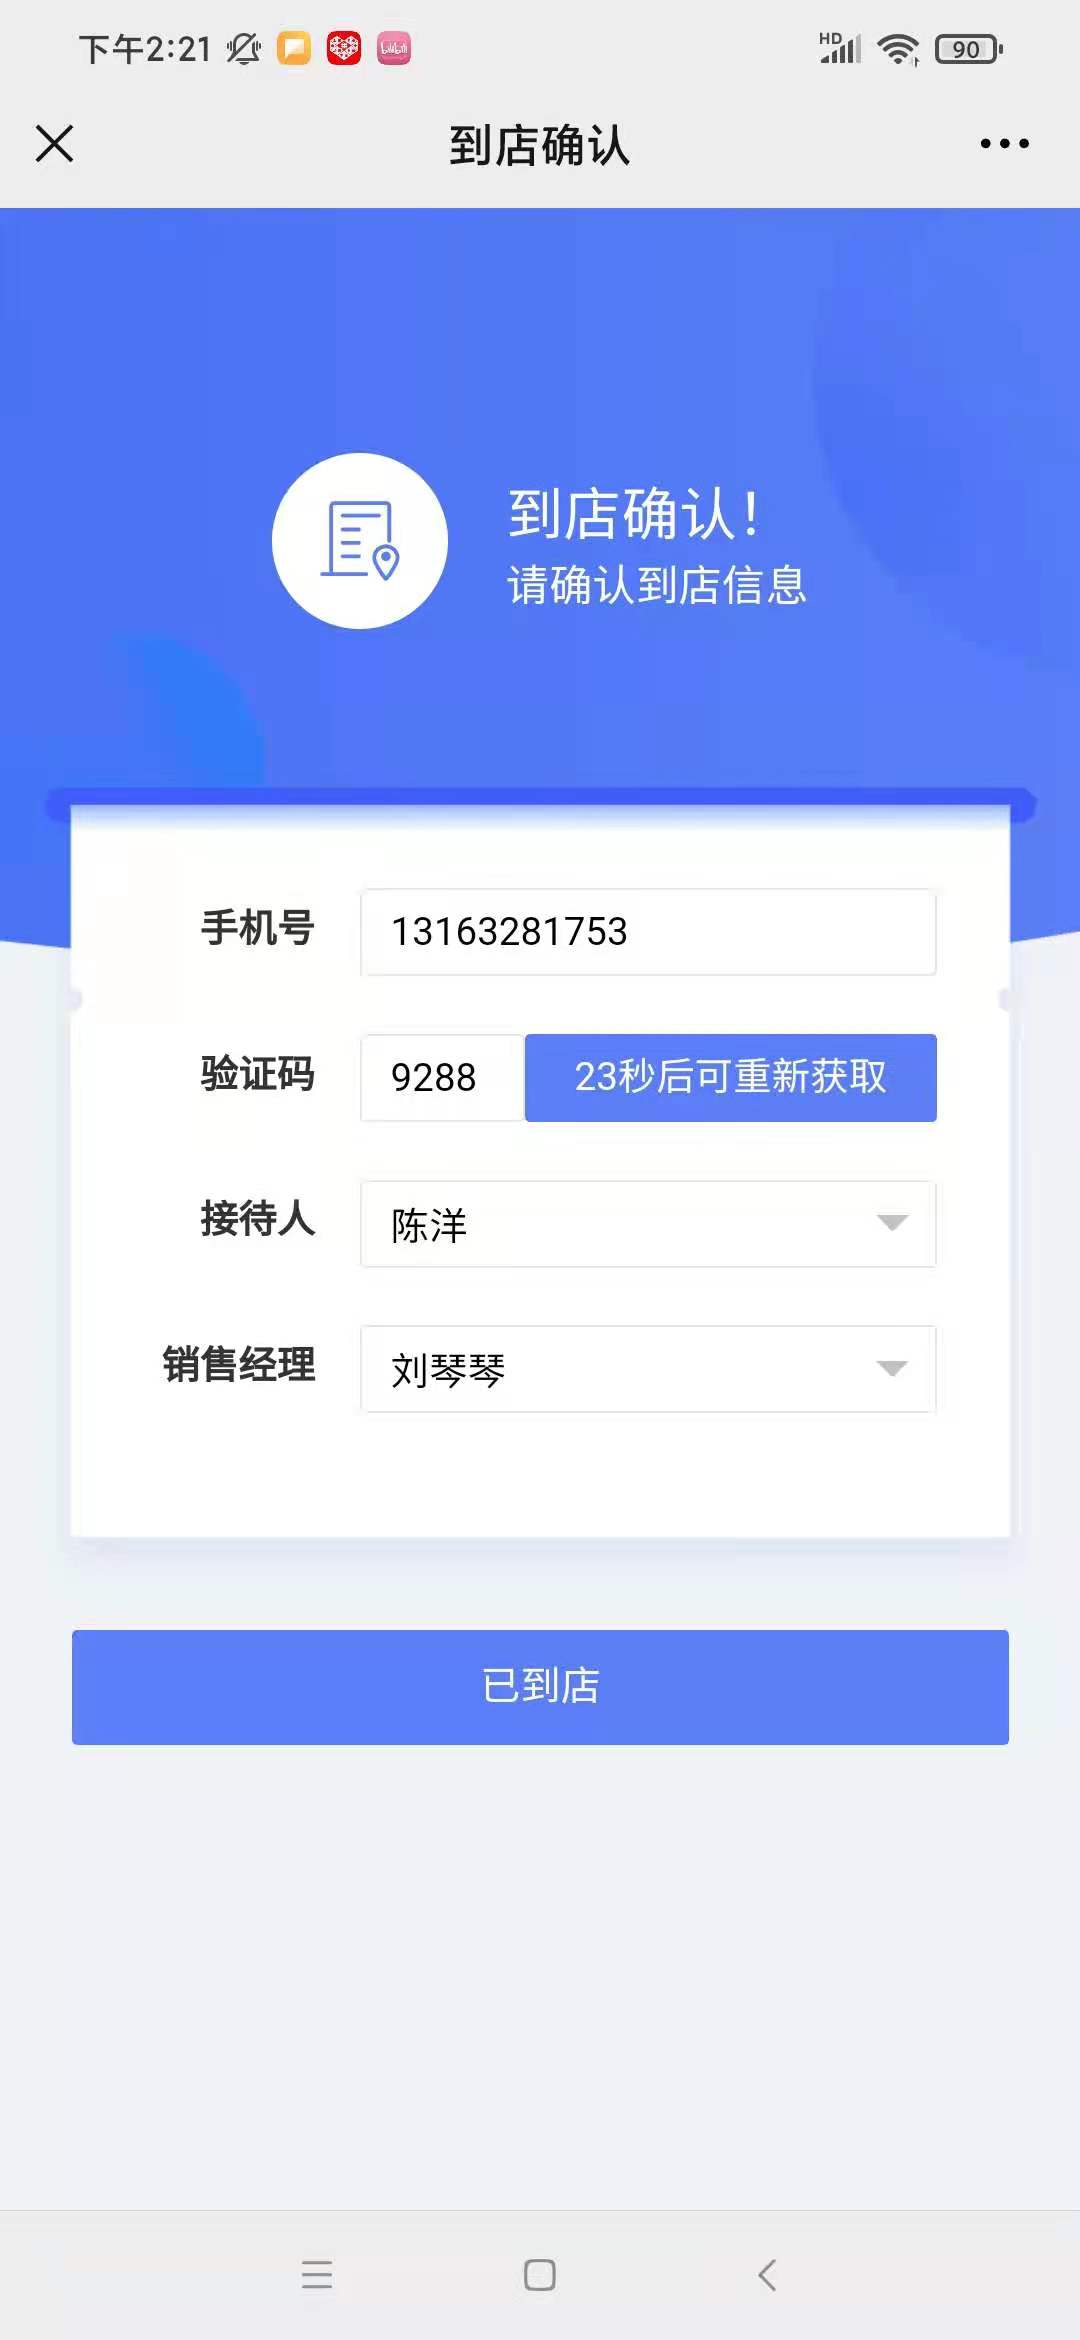 下午2:21
HD
90
到店确认
到店确认！
请确认到店信息
手机号 13163281753
验证码 9288 23秒后可重新获取
接待人 陈洋
销售经理 刘琴琴
已到店